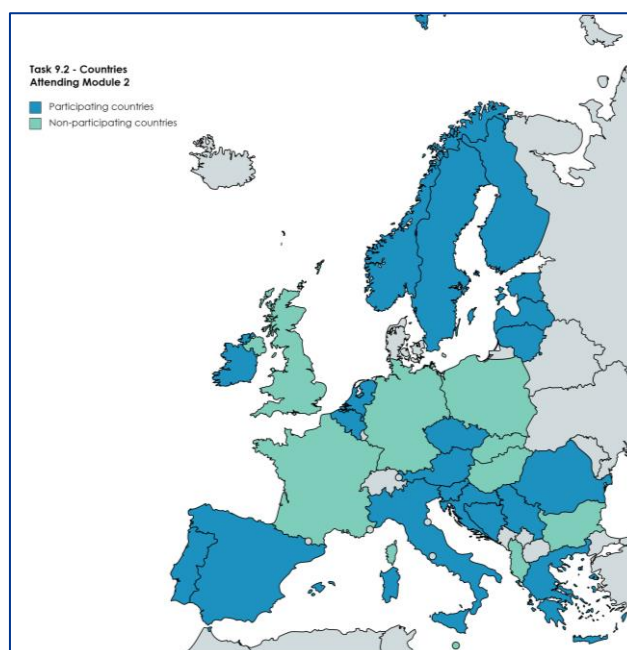 Task 9.2 - Countries
Attending Module 2
Participating countries
Non-participating countries